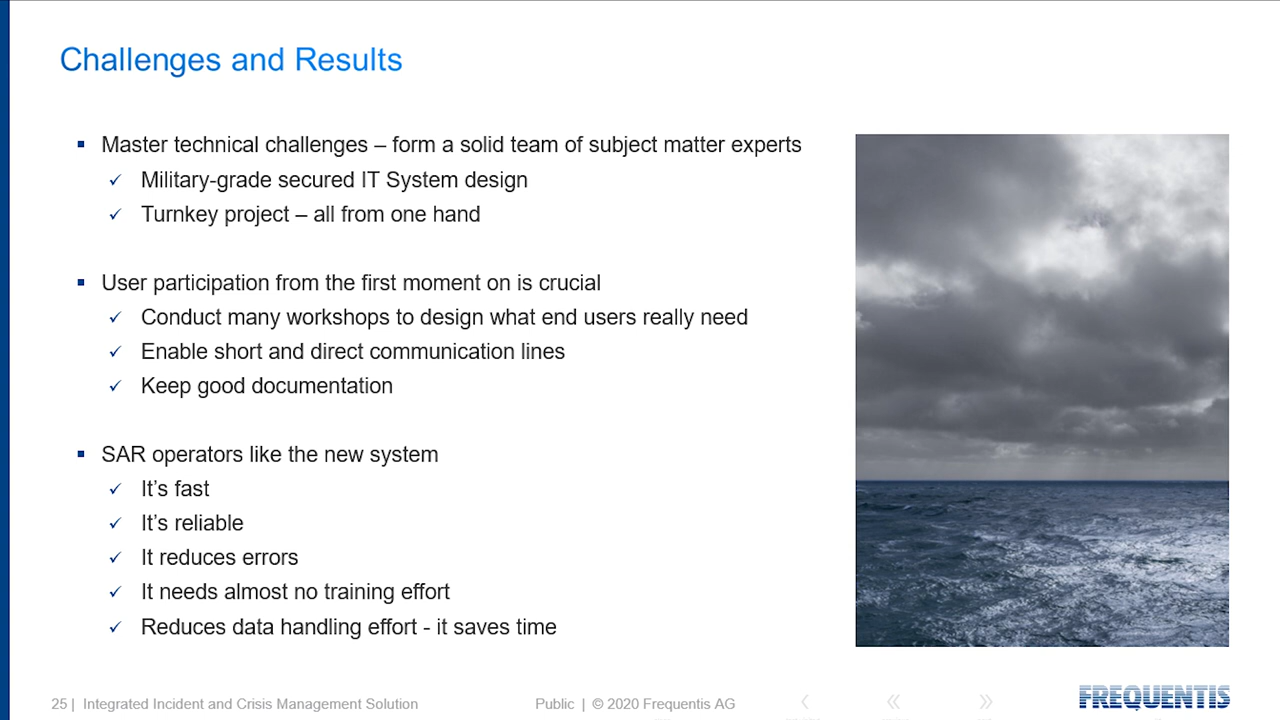 Challenges and Results
Master technical challenges – form a solid team of subject matter experts
Military-grade secured IT System design
Turnkey project – all from one hand
User participation from the first moment on is crucial
Conduct many workshops to design what end users really need
Enable short and direct communication lines
Keep good documentation
SAR operators like the new system
It’s fast
It’s reliable
It reduces errors
It needs almost no training effort
Reduces data handling effort - it saves time
25 | Integrated Incident and Crisis Management Solution
Public | © 2020 Frequentis AG
FREQUENTIS